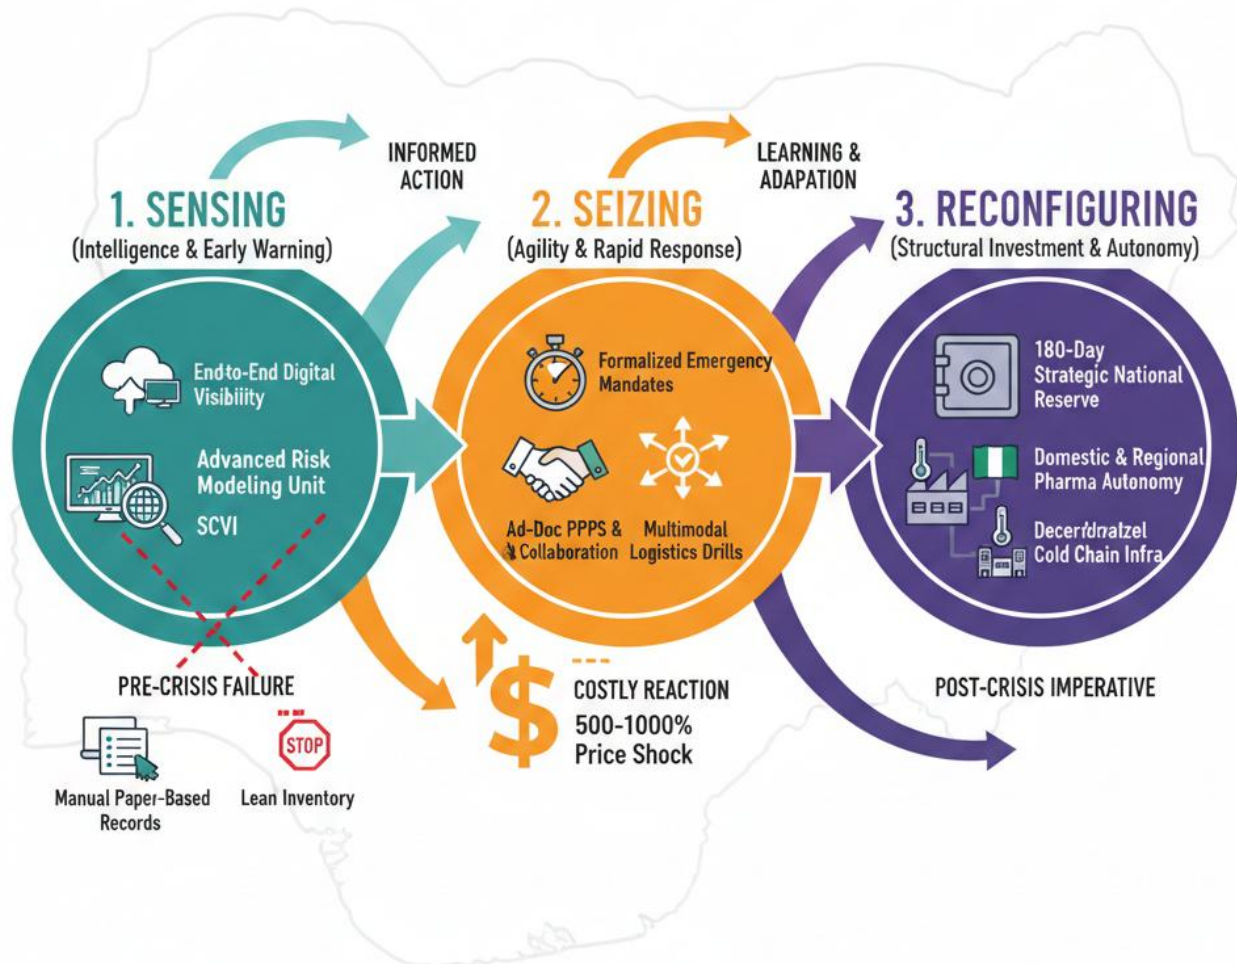 INFORMED
ACTION
LEARNING &
ADAPATION
1. SENSING
(Intelligence & Early Warning)
2. SEIZING
(Agility & Rapid Response)
3. RECONFIGURING
(Structural Investment & Autonomy)
End-to-End Digital
Visibiiity
Advanced Risk
Modeling Unit
SCVI
Formalized Emergency
Mandates
Ad-Doc PPPS &
Collaboration
Multimodal
Logistics Drills
180-Day
Strategic National
Reserve
Domestic & Regional
Pharma Autonomy
Cold Chain Infra
PRE-CRISIS FAILURE
STOP
Manual Paper-Based
Records
Lean Inventory
$
COSTLY REACTION
500-1000%
Price Shock
POST-CRISIS IMPERATIVE